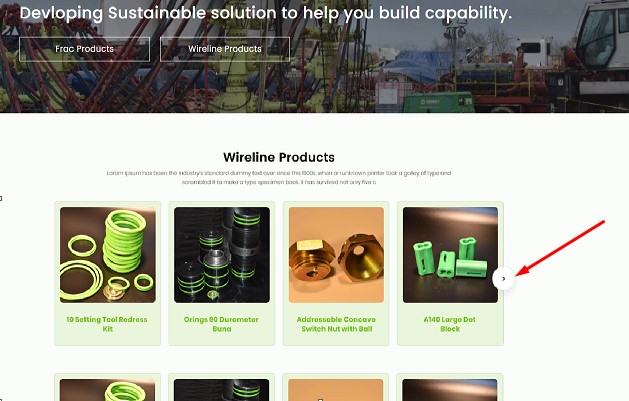 Devloping Sustainable solution to help you build capability.
Frac Products
Wireline Products
Wireline Products
Lorem Ipsum has been the industry's standard dummy text ever since the 1500s, when an unknown printer took a galley of type and
scrambled it to make a type specimen book. It has survived not only five c
10 Setting Tool Redress
Kit
Orings 90 Durometer
Buna
Addressable Concave
Switch Nut with Ball
A140 Large Det
Block